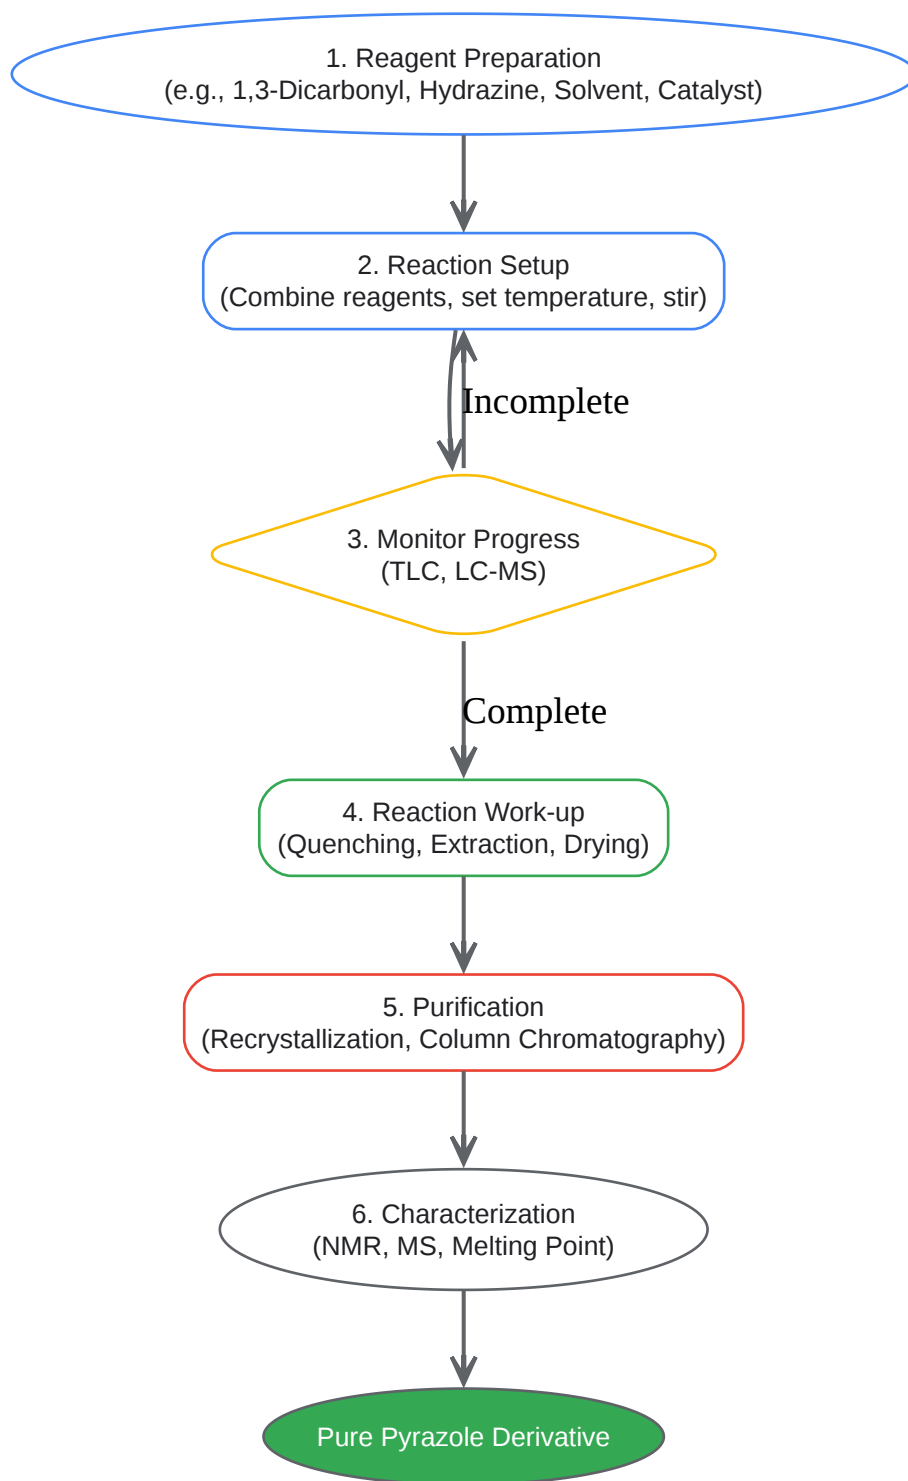 1. Reagent Preparation
(e.g., 1,3-Dicarbonyl, Hydrazine, Solvent, Catalyst)
2. Reaction Setup
(Combine reagents, set temperature, stir)
Incomplete
3. Monitor Progress
(TLC, LC-MS)
Complete
4. Reaction Work-up
(Quenching, Extraction, Drying)
5. Purification
(Recrystallization, Column Chromatography)
6. Characterization
(NMR, MS, Melting Point)
Pure Pyrazole Derivative